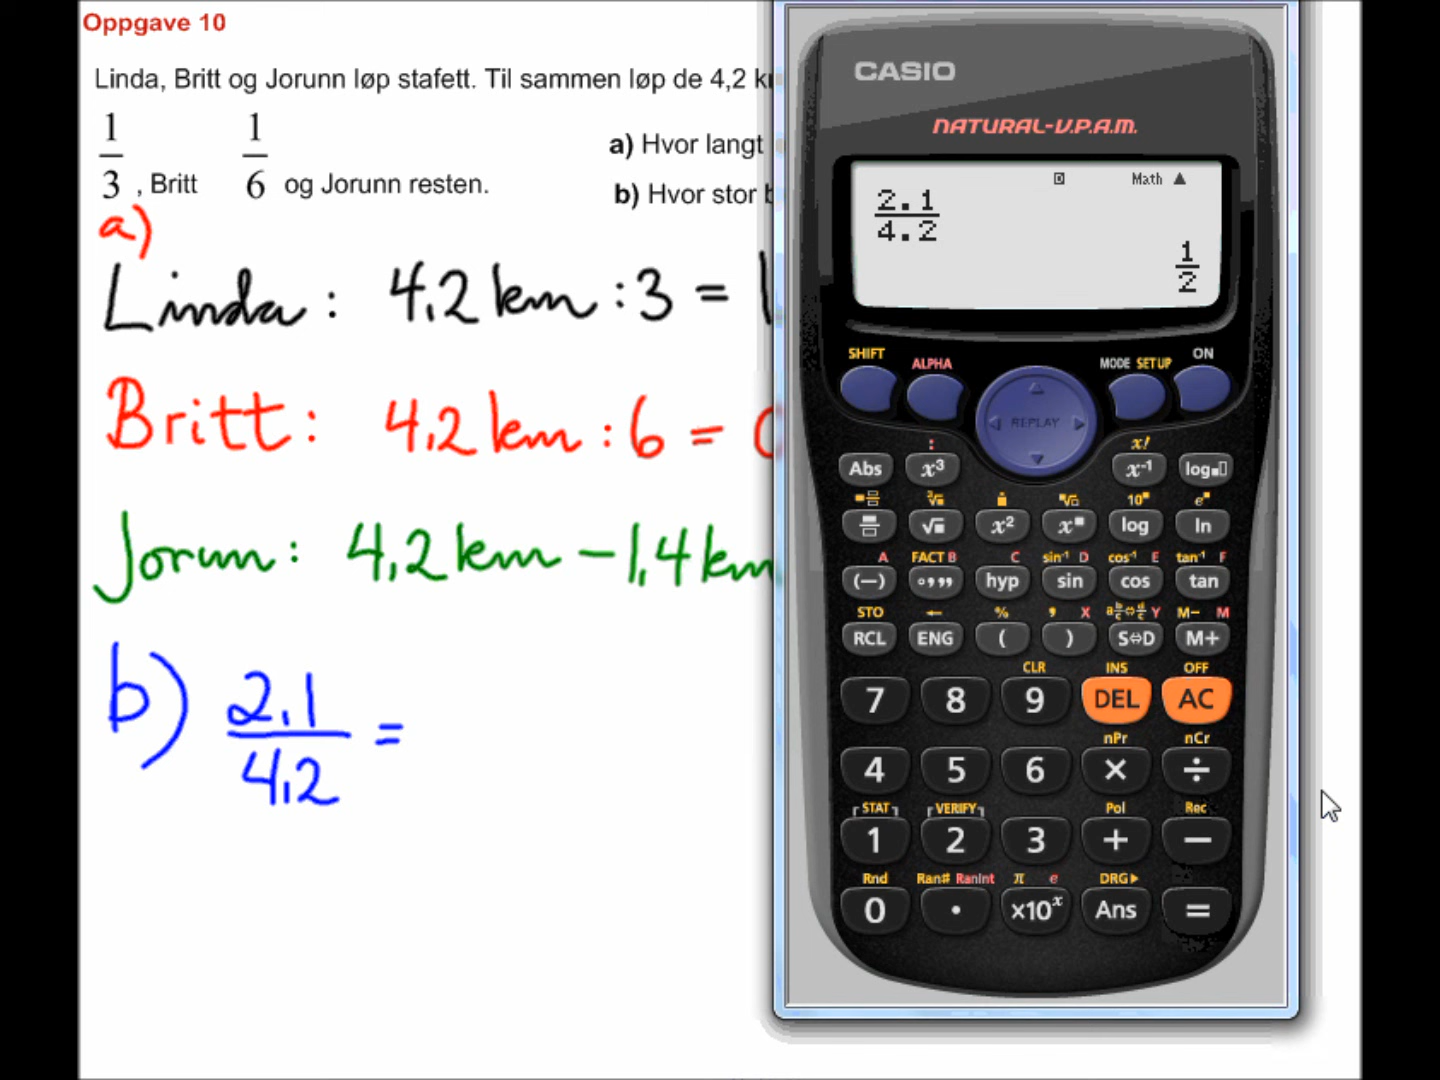 Oppgave 10
Linda, Britt og Jorunn løp stafett. Til sammen løp de 4,2
1/3 , Britt 1/6 og Jorunn resten.
a) Hvor langt
b) Hvor stor
a)
Linda: 4,2 km : 3 =
Britt: 4,2 km : 6 =
Jorun: 4,2 km - 1,4 km
b) 2,1/4,2 =
CASIO
NATURAL-V.P.A.M.
D Math ▲
2.1/4.2
1/2
SHIFT ALPHA MODE SETUP ON
REPLAY
: x!
Abs x³ x⁻¹ log▪▯
■▤ ³√■ ■ ■√▯ 10■ e■
▤ √■ x² x■ log ln
A FACT B C sin⁻¹ D cos⁻¹ E tan⁻¹ F
(−) ° , ,, hyp sin cos tan
STO ← % , X a b/c⇔d/c Y M− M
RCL ENG ( ) S⇔D M+
CLR INS OFF
7 8 9 DEL AC
nPr nCr
4 5 6 × ÷
STAT VERIFY Pol Rec
1 2 3 + −
Rnd Ran# RanInt π e DRG▶
0 · ×10ˣ Ans =